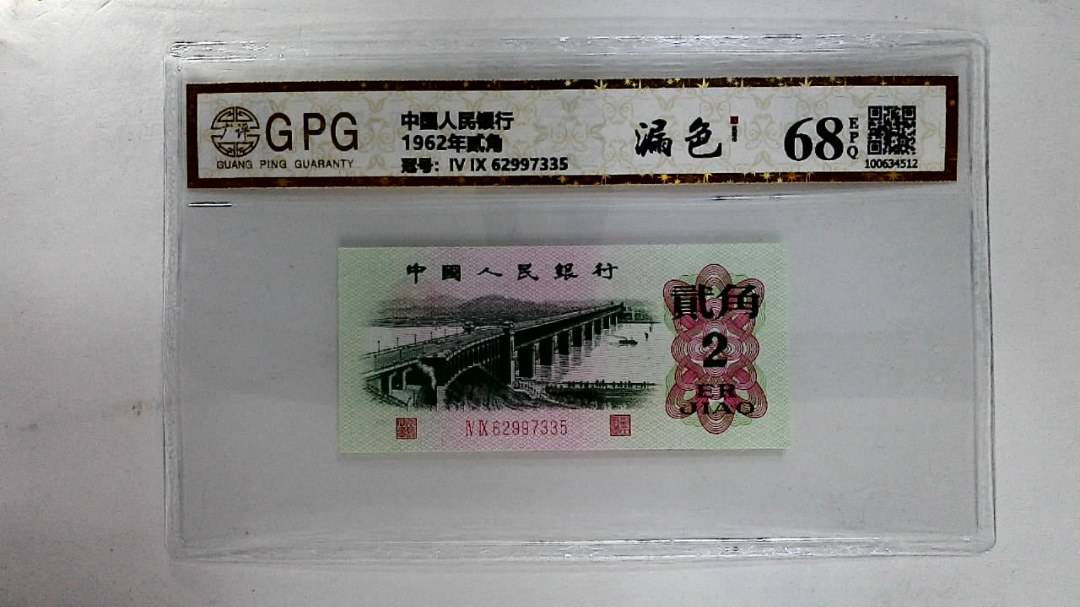 广评
GPG
GUANG PING GUARANTY
中国人民银行
1962年贰角
冠号：IV IX 62997335
漏色
68
EPQ
100634512
中國人民銀行
貳角
2
ER
JIAO
IV IX 62997335